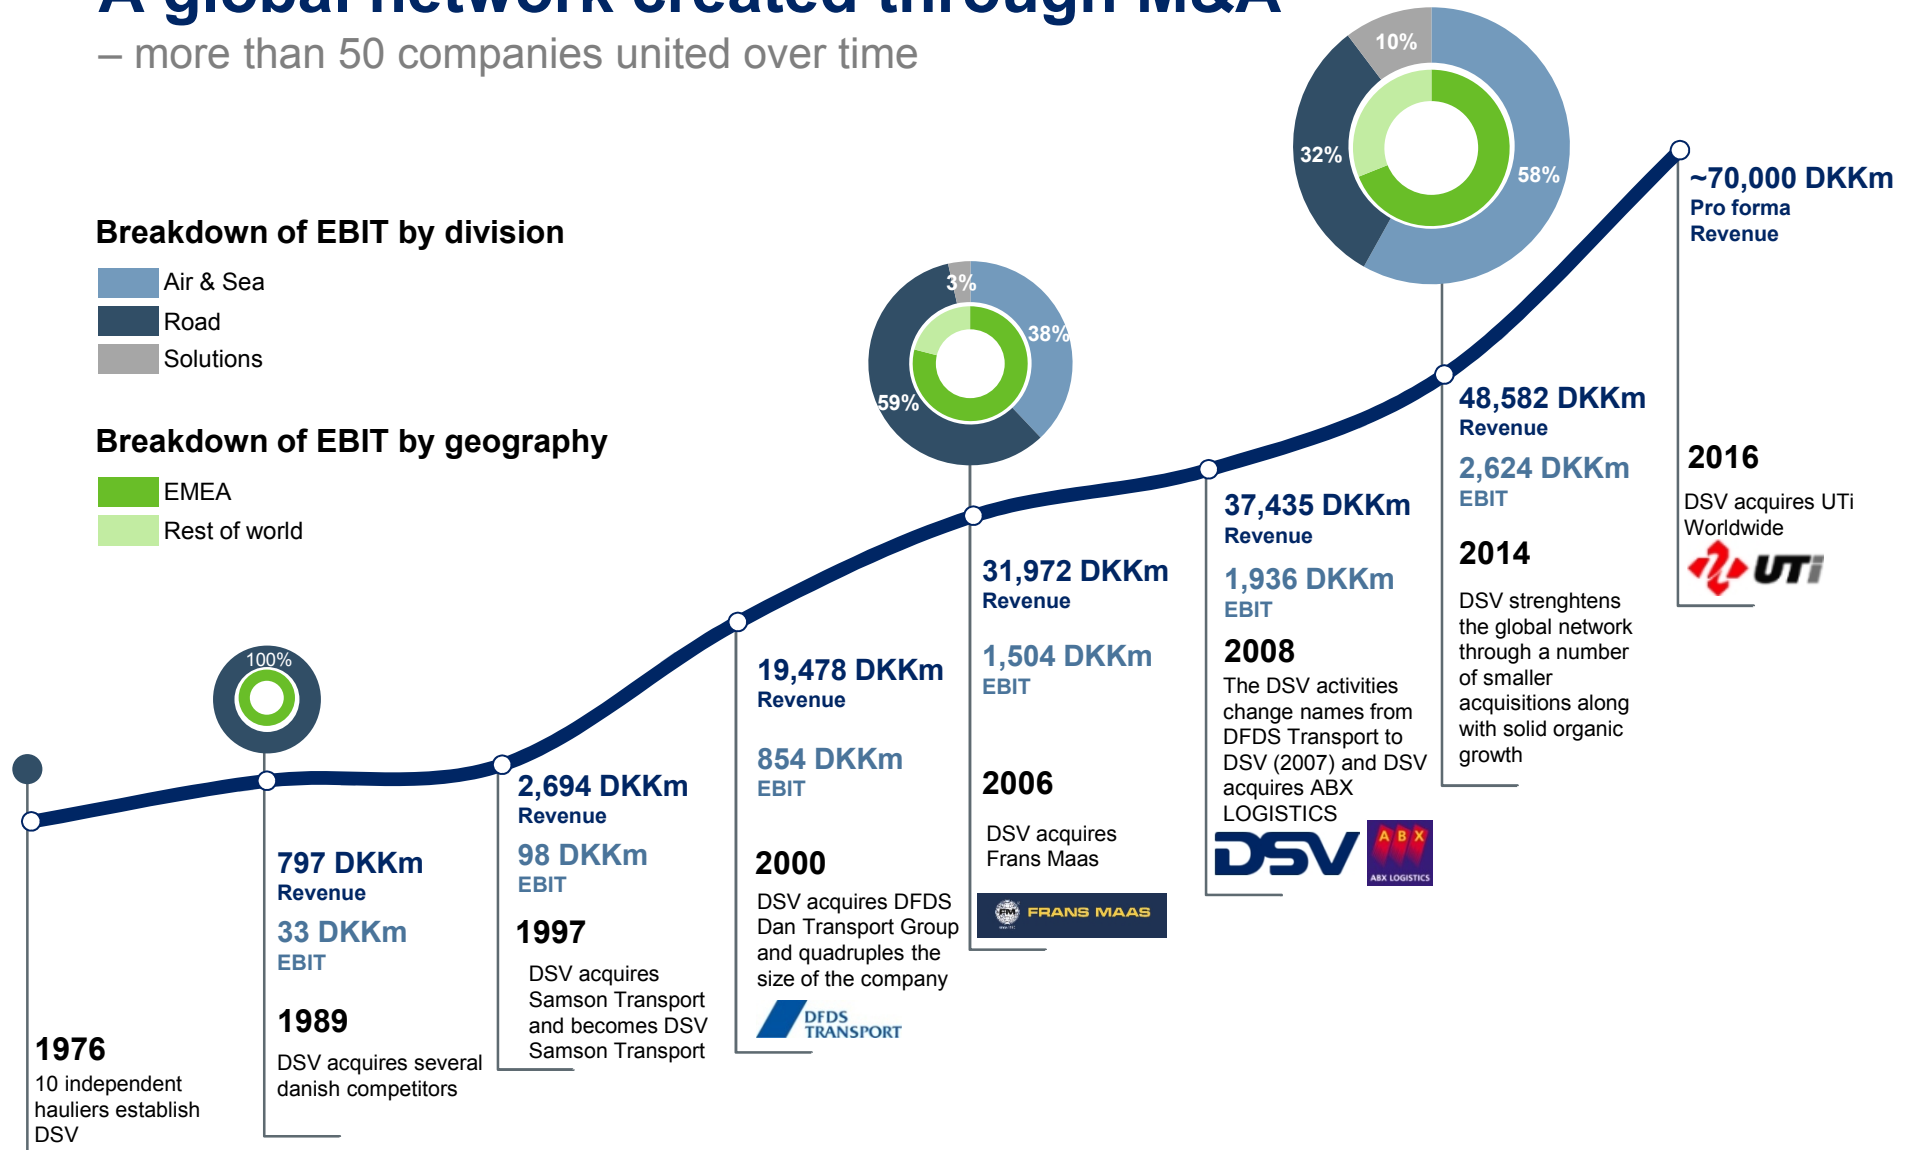 A global network created through M&A
– more than 50 companies united over time
Breakdown of EBIT by division
Air & Sea
Road
Solutions
Breakdown of EBIT by geography
EMEA
Rest of world
100%
3%
38%
59%
10%
32%
58%
1976
10 independent
hauliers establish
DSV
797 DKKm
Revenue
33 DKKm
EBIT
1989
DSV acquires several
danish competitors
2,694 DKKm
Revenue
98 DKKm
EBIT
1997
DSV acquires
Samson Transport
and becomes DSV
Samson Transport
19,478 DKKm
Revenue
854 DKKm
EBIT
2000
DSV acquires DFDS
Dan Transport Group
and quadruples the
size of the company
DFDS
TRANSPORT
31,972 DKKm
Revenue
1,504 DKKm
EBIT
2006
DSV acquires
Frans Maas
FRANS MAAS
37,435 DKKm
Revenue
1,936 DKKm
EBIT
2008
The DSV activities
change names from
DFDS Transport to
DSV (2007) and DSV
acquires ABX
LOGISTICS
DSV
ABX
ABX LOGISTICS
48,582 DKKm
Revenue
2,624 DKKm
EBIT
2014
DSV strenghtens
the global network
through a number
of smaller
acquisitions along
with solid organic
growth
~70,000 DKKm
Pro forma
Revenue
2016
DSV acquires UTi
Worldwide
UTi